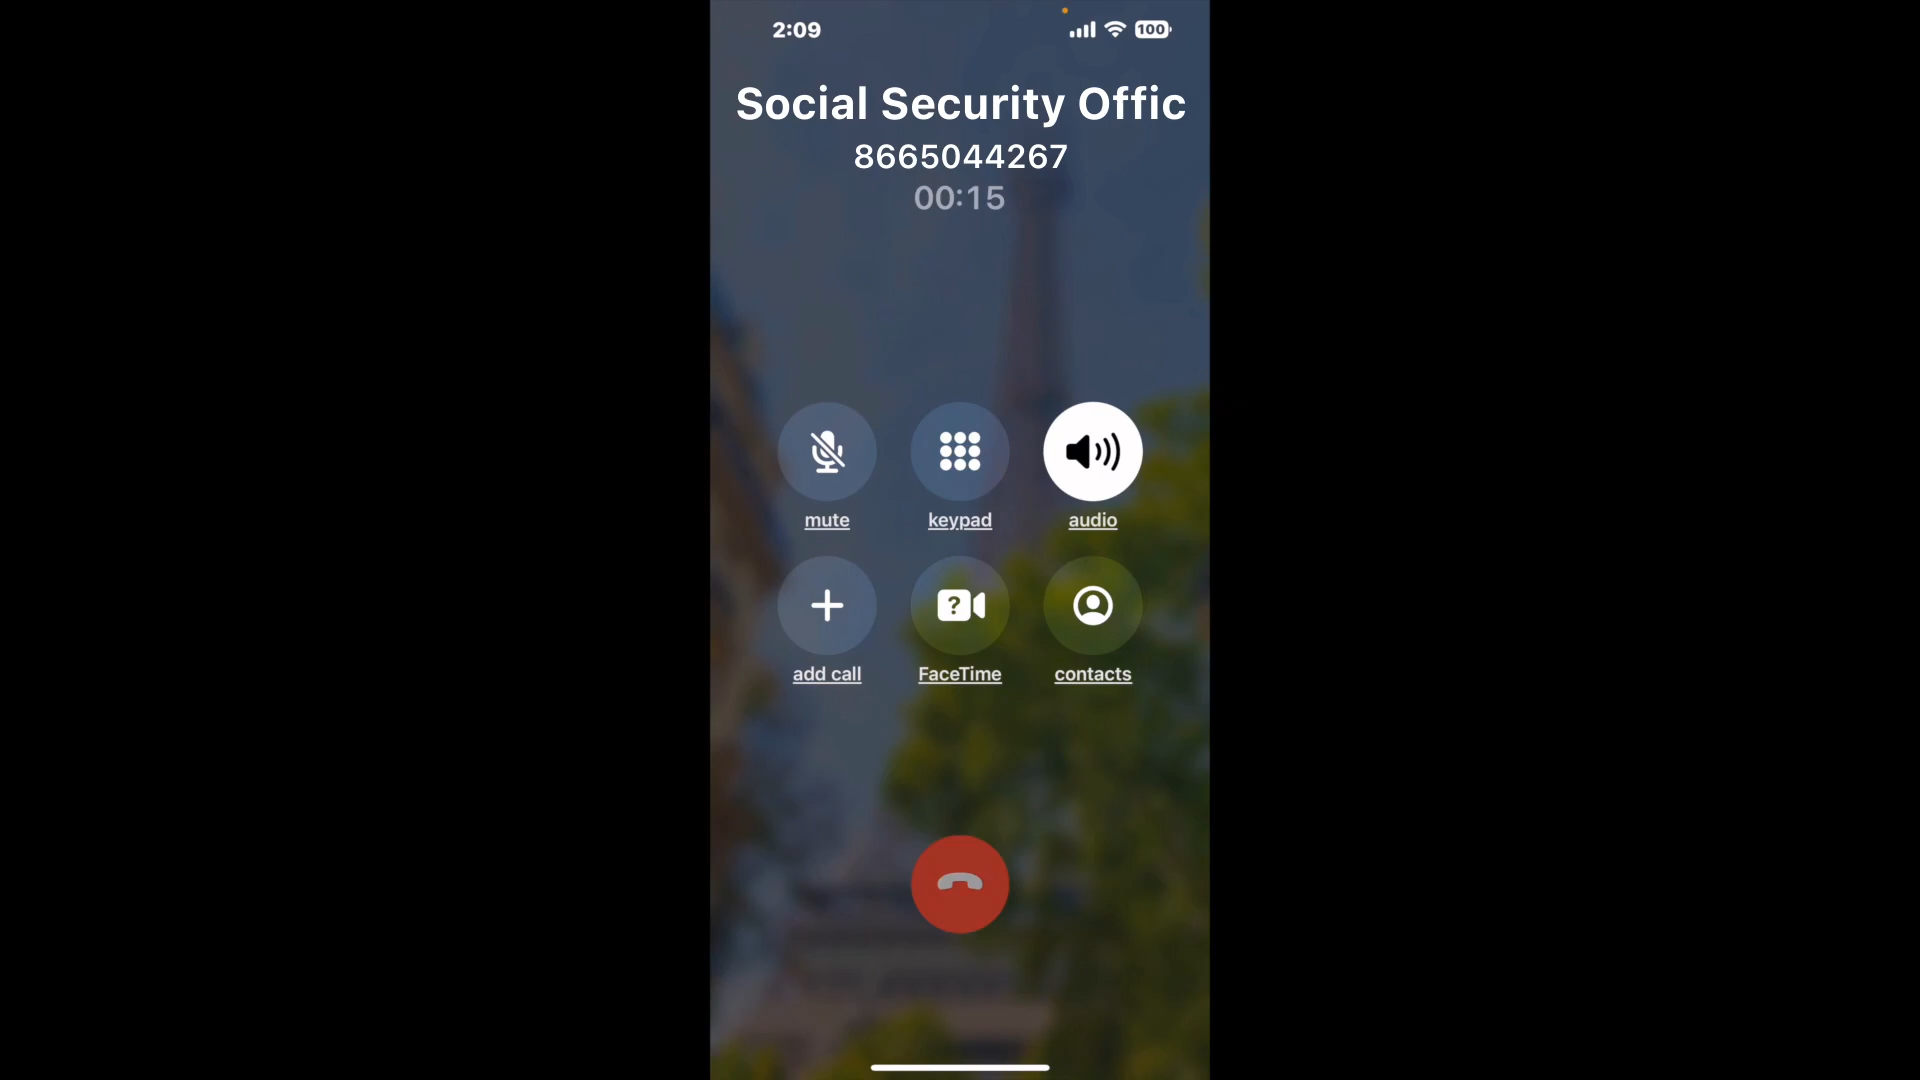 2:09
100
Social Security Offic
8665044267
00:15
mute keypad audio
?
add call FaceTime contacts